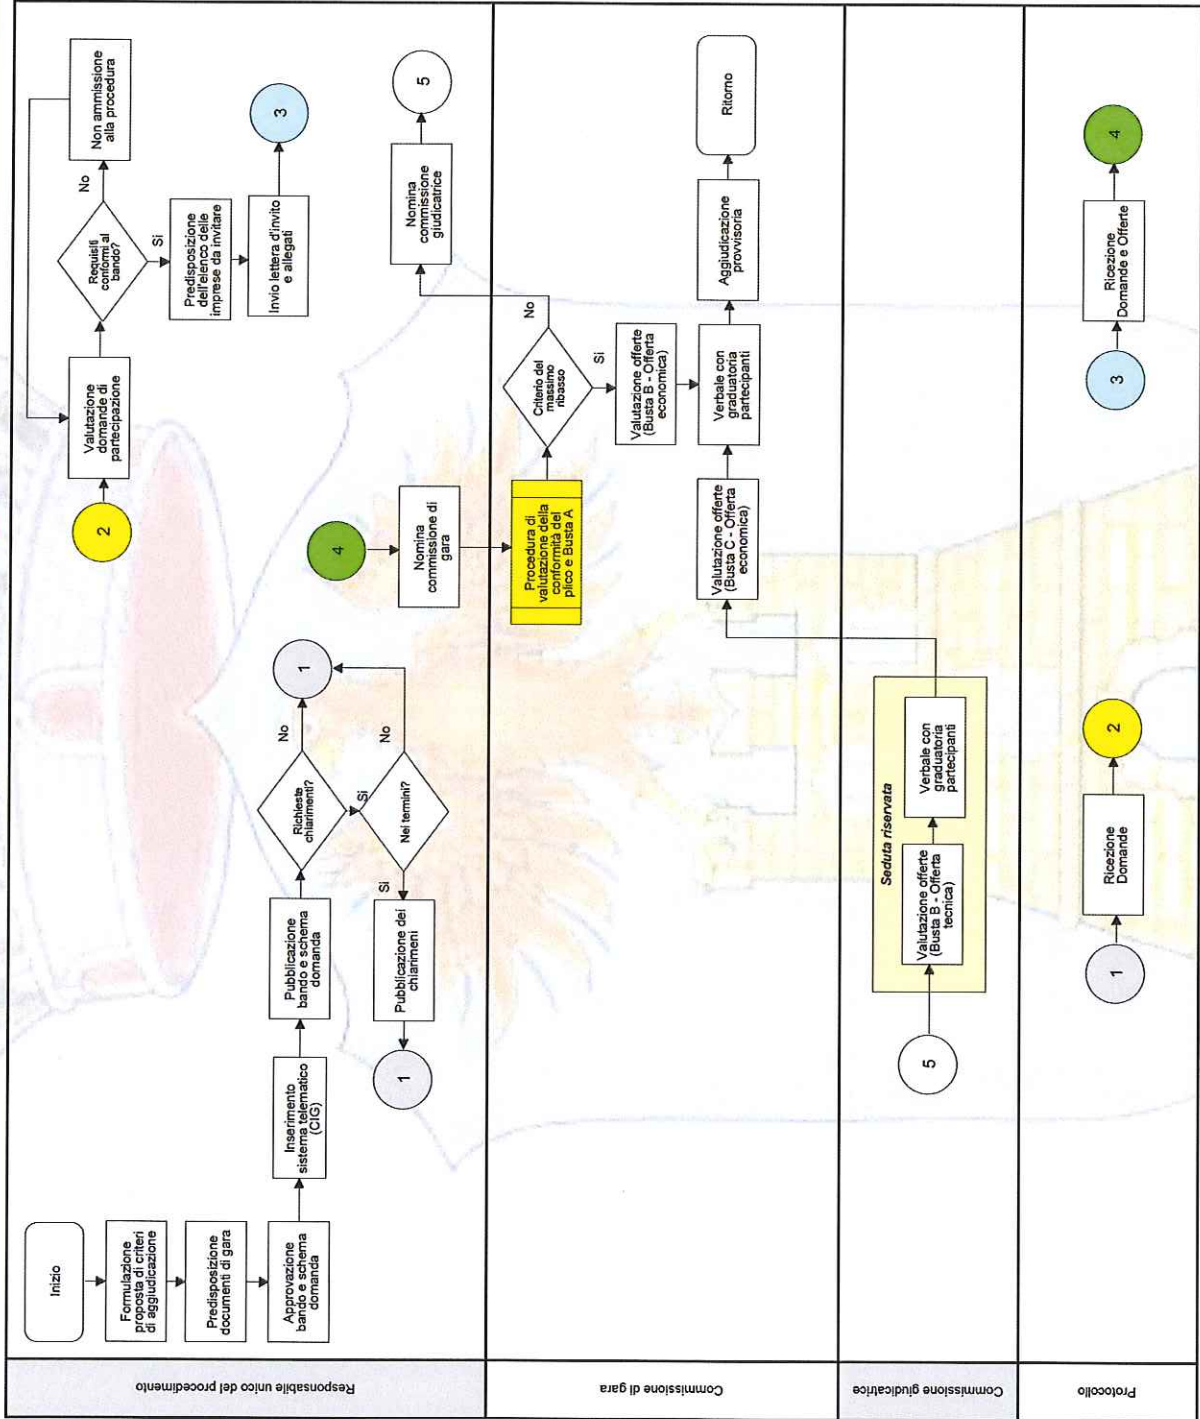 Responsabile unico del procedimento
Inizio
Formulazione
proposta di criteri
di aggiudicazione
Predisposizione
documenti di gara
Approvazione
bando e schema
domanda
Inserimento
sistema telematico
(CIG)
Pubblicazione
bando e schema
domanda
Richieste
chiarimenti?
No
1
Si
Nei termini?
No
Si
Pubblicazione dei
chiarimeni
1
2
Valutazione
domande di
partecipazione
Requisiti
conformi al
bando?
No
Non ammissione
alla procedura
Si
Predisposizione
dell'elenco delle
imprese da invitare
Invio lettera d'invito
e allegati
3
4
Nomina
commissione di
gara
Nomina
commissione
giudicatrice
5
Commissione di gara
Procedura di
valutazione della
conformità del
plico e Busta A
Criterio del
massimo
ribasso
No
Si
Valutazione offerte
(Busta B - Offerta
economica)
Valutazione offerte
(Busta C - Offerta
economica)
Verbale con
graduatoria
partecipanti
Aggiudicazione
provvisoria
Ritorno
Commissione giudicatrice
5
Seduta riservata
Valutazione offerte
(Busta B - Offerta
tecnica)
Verbale con
graduatoria
partecipanti
Protocollo
1
Ricezione
Domande
2
3
Ricezione
Domande e Offerte
4